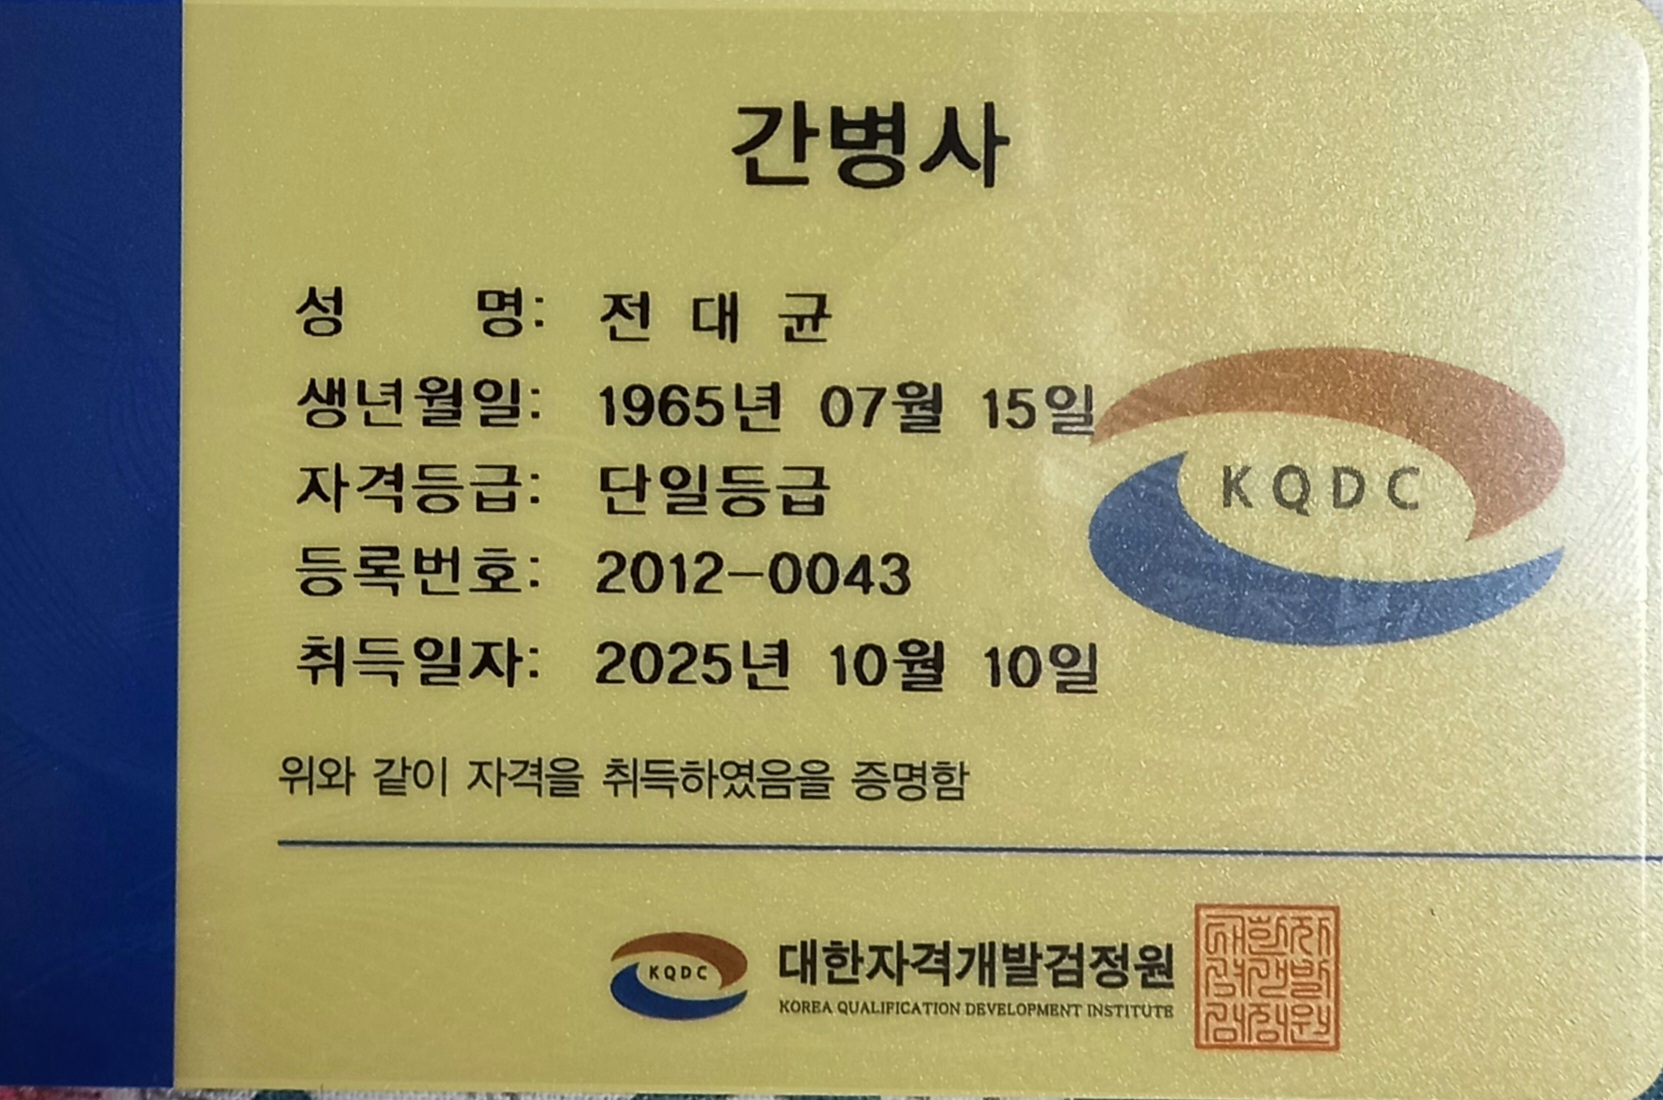 간병사
성 명: 전 대 균
생년월일: 1965년 07월 15일
KQDC
자격등급: 단일등급
등록번호: 2012-0043
취득일자: 2025년 10월 10일
위와 같이 자격을 취득하였음을 증명함
KQDC
대한자격개발검정원
KOREA QUALIFICATION DEVELOPMENT INSTITUTE